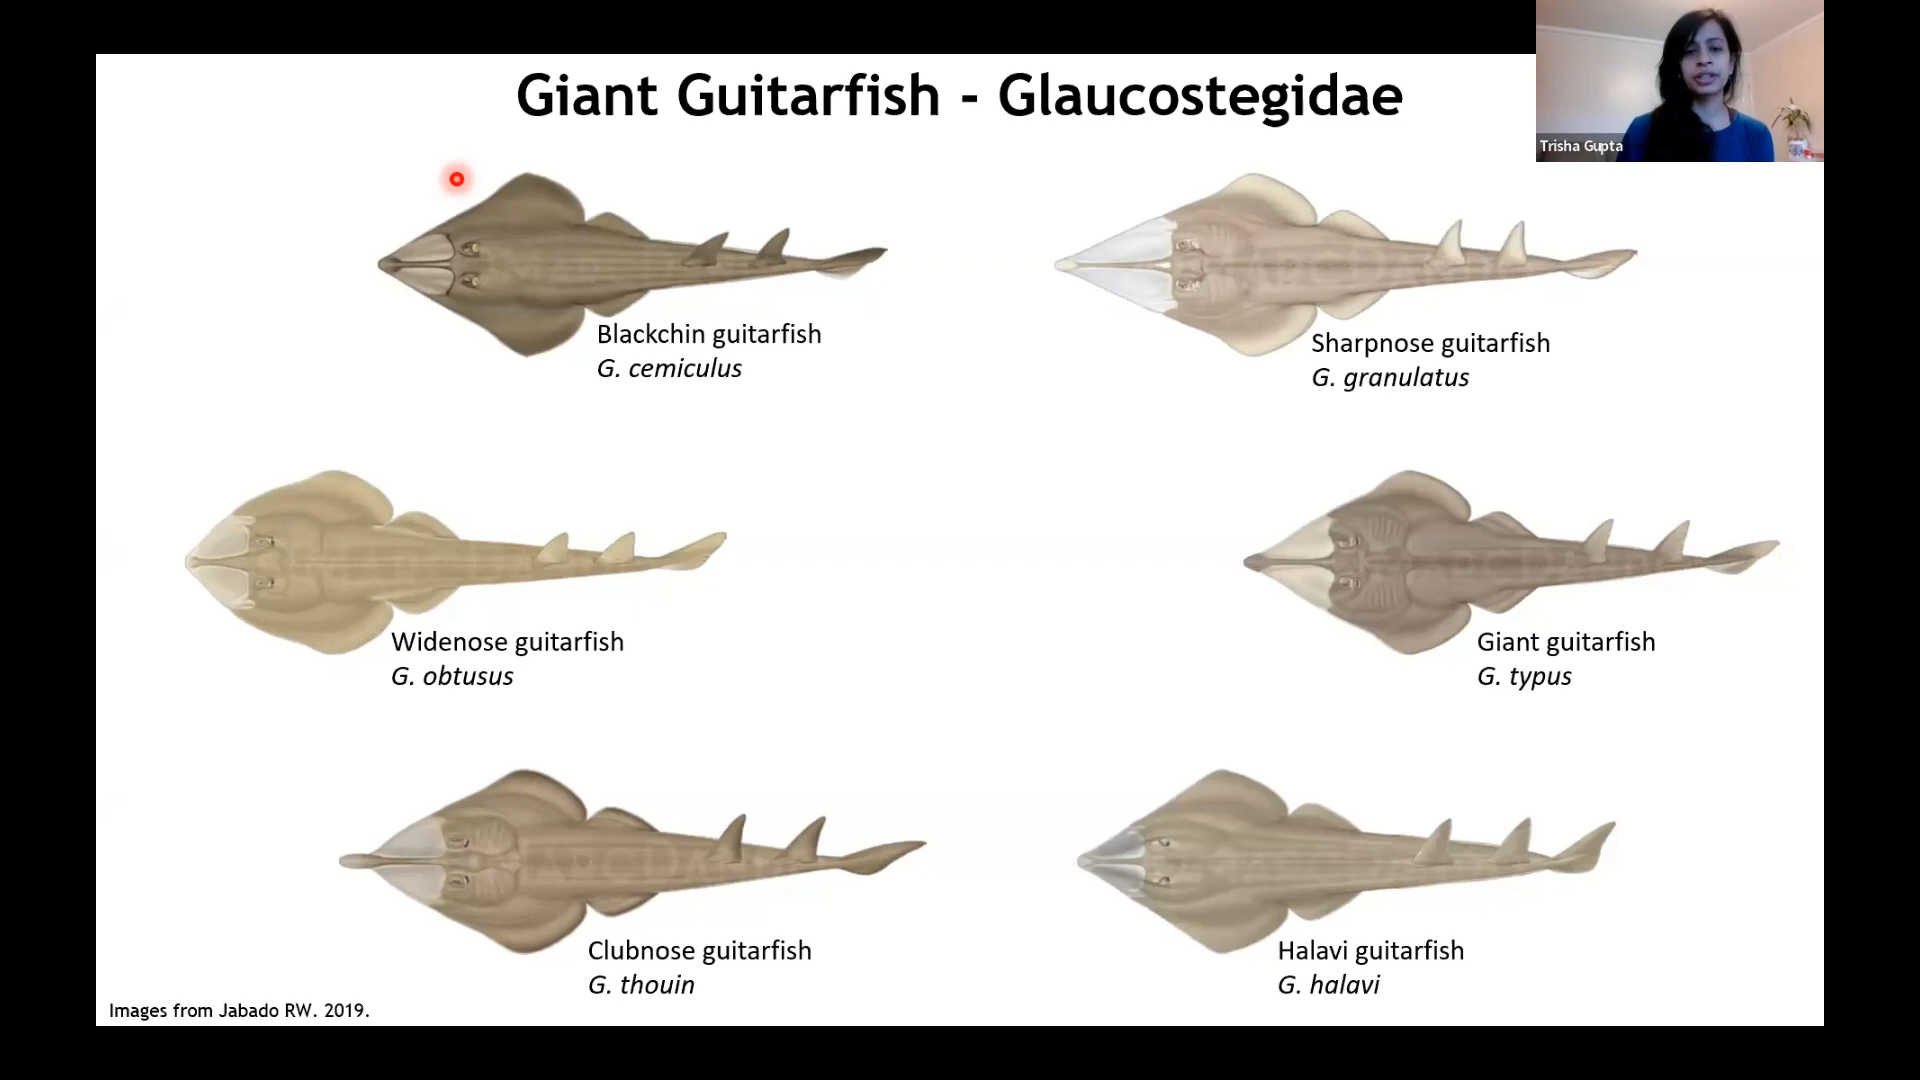 Giant Guitarfish - Glaucostegidae
Trisha Gupta
Blackchin guitarfish
G. cemiculus
Sharpnose guitarfish
G. granulatus
Widenose guitarfish
G. obtusus
Giant guitarfish
G. typus
Clubnose guitarfish
G. thouin
Halavi guitarfish
G. halavi
Images from Jabado RW. 2019.